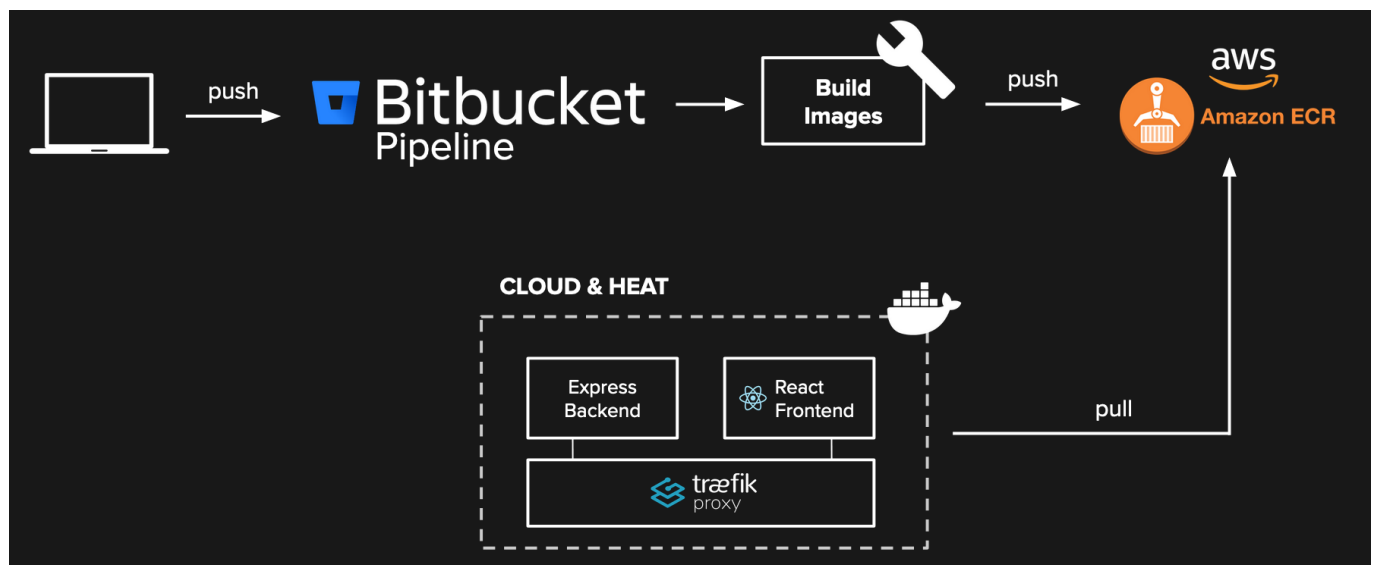 push
Bitbucket
Pipeline
Build
Images
push
aws
Amazon ECR
CLOUD & HEAT
Express
Backend
React
Frontend
træfik
proxy
pull